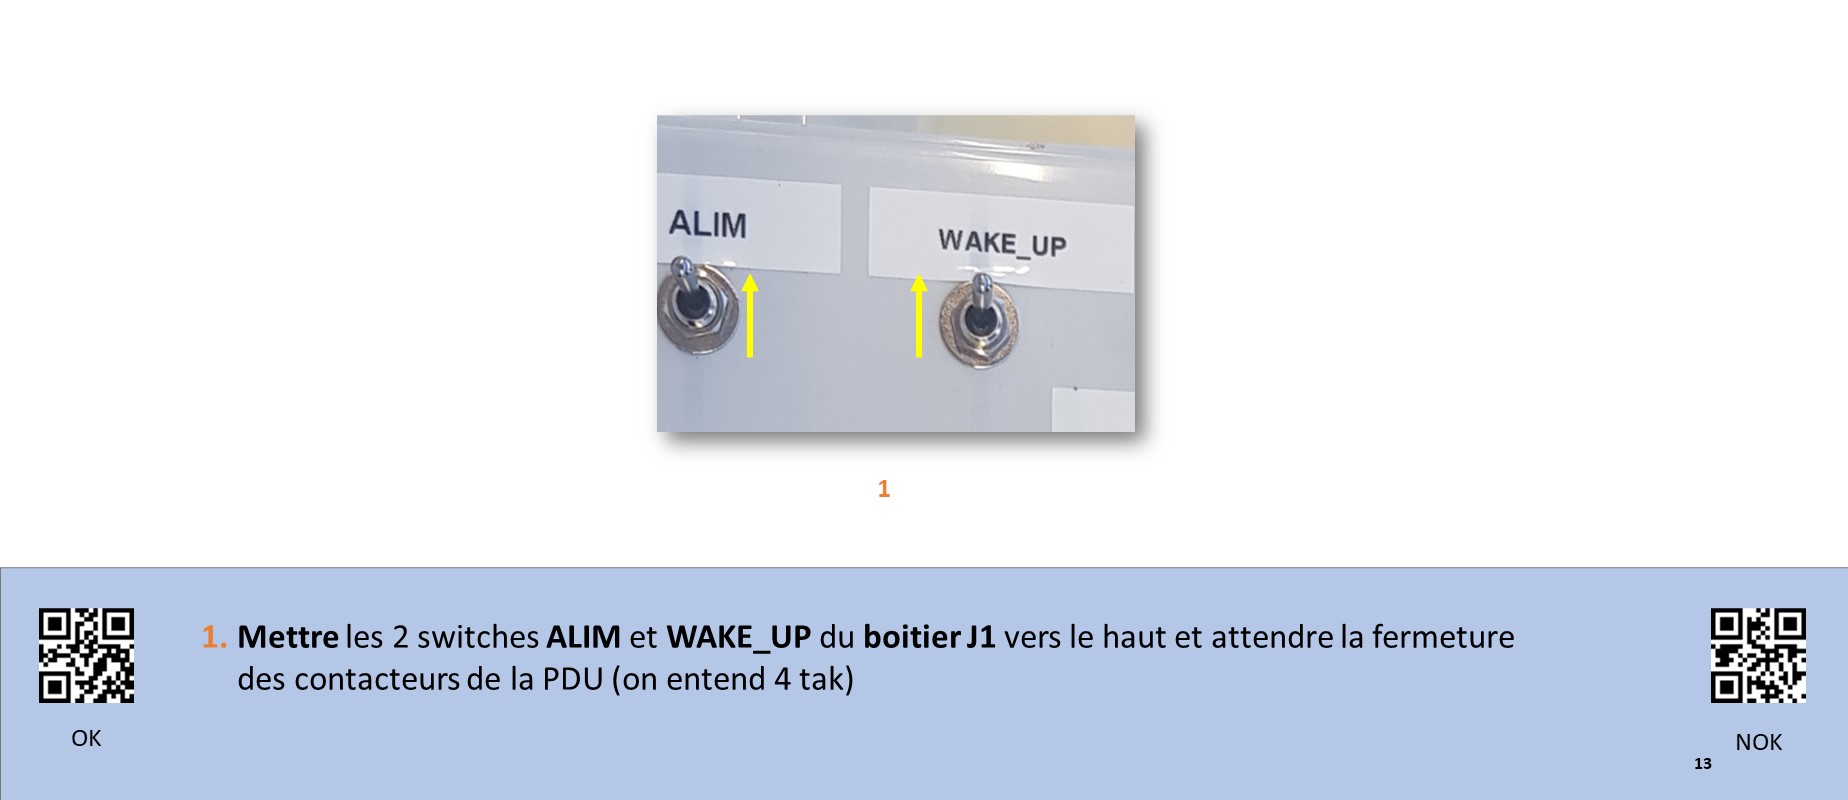 ALIM
WAKE_UP
1
1. Mettre les 2 switches ALIM et WAKE_UP du boitier J1 vers le haut et attendre la fermeture
des contacteurs de la PDU (on entend 4 tak)
OK
NOK
13